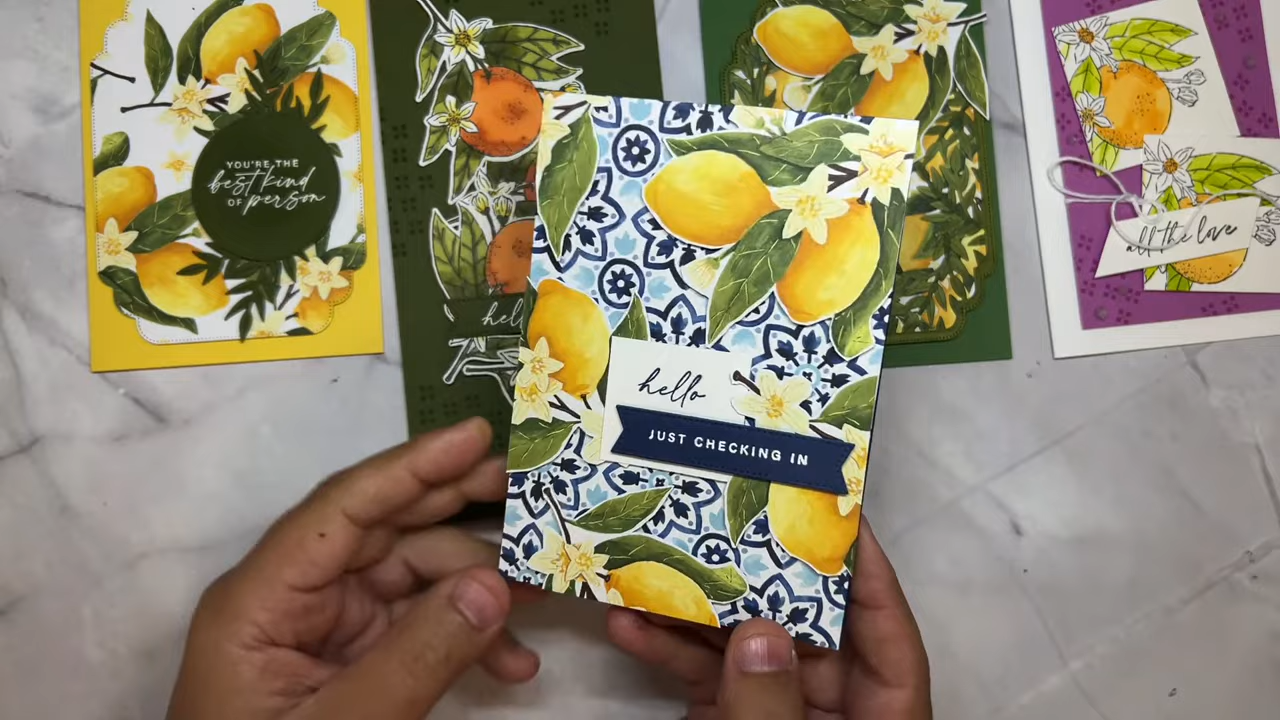 YOU'RE THE
best kind
OF person
hello
JUST CHECKING IN
all the love